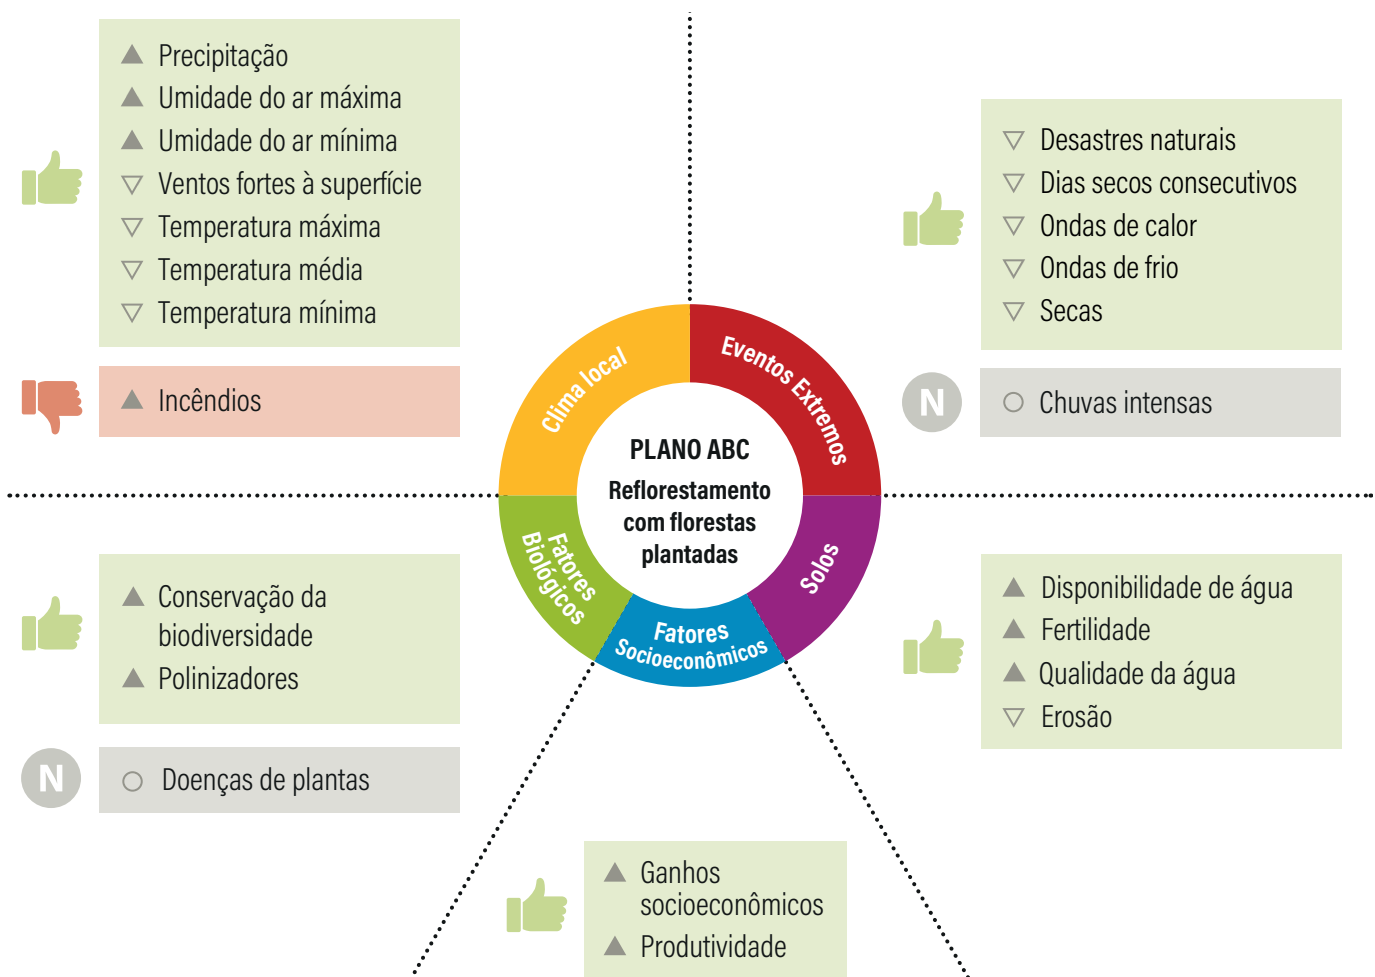 Precipitação
Umidade do ar máxima
Umidade do ar mínima
Ventos fortes à superfície
Temperatura máxima
Temperatura média
Temperatura mínima
Incêndios
Desastres naturais
Dias secos consecutivos
Ondas de calor
Ondas de frio
Secas
N
Chuvas intensas
Clima local
Eventos Extremos
PLANO ABC
Reflorestamento
com florestas
plantadas
Fatores
Biológicos
Fatores
Socioeconômicos
Solos
Conservação da
biodiversidade
Polinizadores
N
Doenças de plantas
Disponibilidade de água
Fertilidade
Qualidade da água
Erosão
Ganhos
socioeconômicos
Produtividade